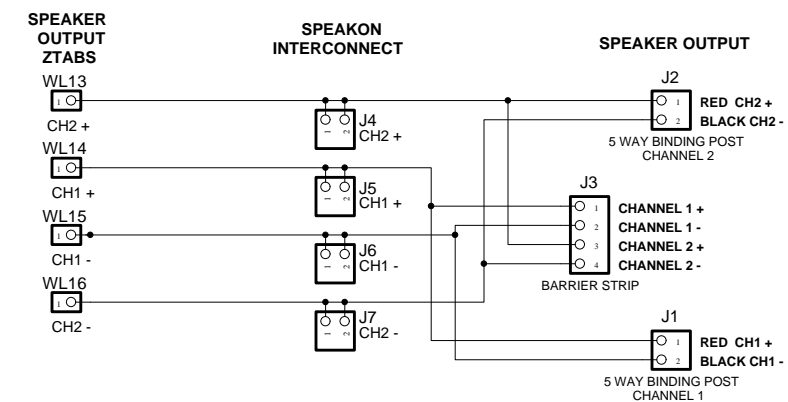 SPEAKER
OUTPUT
ZTABS
SPEAKON
INTERCONNECT
SPEAKER OUTPUT
WL13
1
CH2 +
WL14
1
CH1 +
WL15
1
CH1 -
WL16
1
CH2 -
1 2
J4
CH2 +
1 2
J5
CH1 +
1 2
J6
CH1 -
1 2
J7
CH2 -
J2
1 RED CH2 +
2 BLACK CH2 -
5 WAY BINDING POST
CHANNEL 2
J3
1 CHANNEL 1 +
2 CHANNEL 1 -
3 CHANNEL 2 +
4 CHANNEL 2 -
BARRIER STRIP
J1
1 RED CH1 +
2 BLACK CH1 -
5 WAY BINDING POST
CHANNEL 1